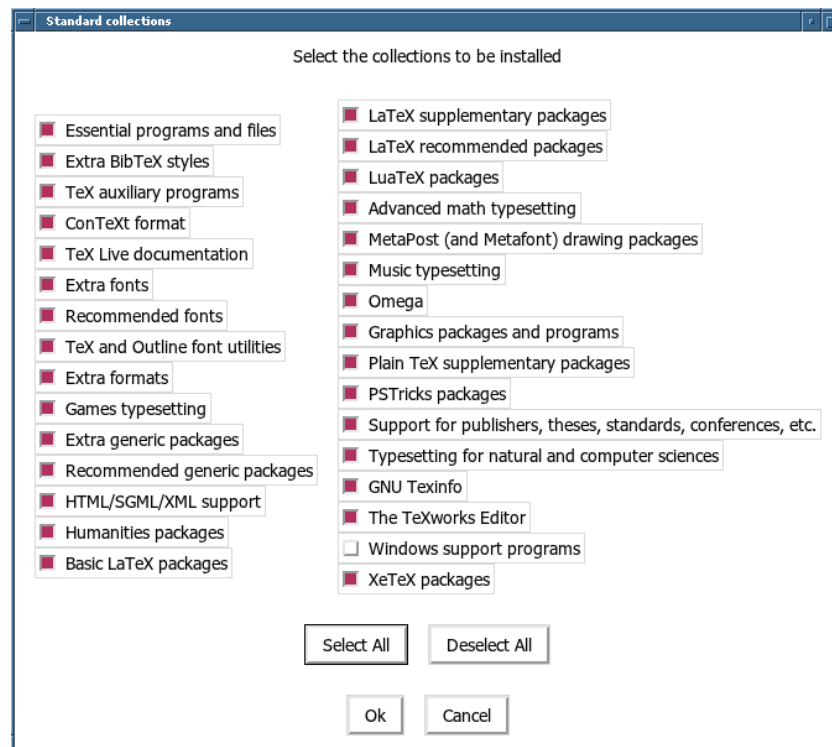 Standard collections
Select the collections to be installed
Essential programs and files
Extra BibTeX styles
TeX auxiliary programs
ConTeXt format
TeX Live documentation
Extra fonts
Recommended fonts
TeX and Outline font utilities
Extra formats
Games typesetting
Extra generic packages
Recommended generic packages
HTML/SGML/XML support
Humanities packages
Basic LaTeX packages
LaTeX supplementary packages
LaTeX recommended packages
LuaTeX packages
Advanced math typesetting
MetaPost (and Metafont) drawing packages
Music typesetting
Omega
Graphics packages and programs
Plain TeX supplementary packages
PSTricks packages
Support for publishers, theses, standards, conferences, etc.
Typesetting for natural and computer sciences
GNU Texinfo
The TeXworks Editor
Windows support programs
XeTeX packages
Select All
Deselect All
Ok
Cancel